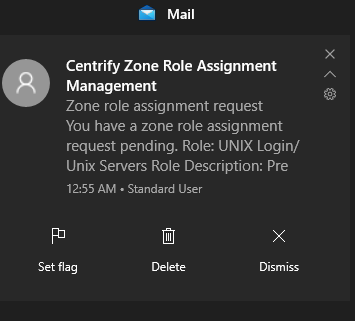 Mail
Centrify Zone Role Assignment
Management
Zone role assignment request
You have a zone role assignment
request pending. Role: UNIX Login/
Unix Servers Role Description: Pre
12:55 AM • Standard User
Set flag
Delete
Dismiss